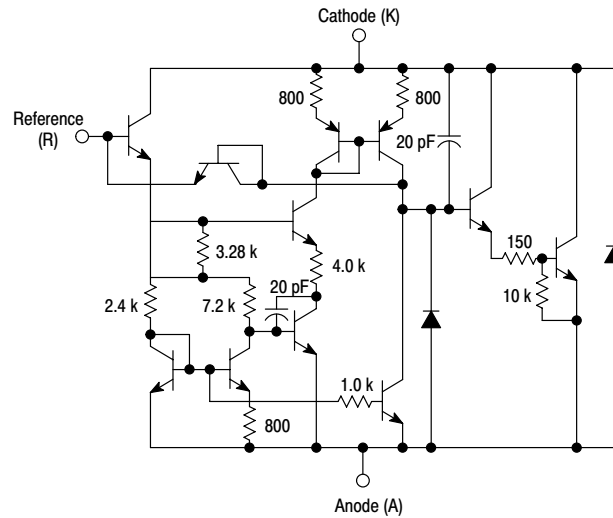 Cathode (K)
800
800
Reference
(R)
20 pF
3.28 k
4.0 k
150
2.4 k
7.2 k
20 pF
10 k
1.0 k
800
Anode (A)